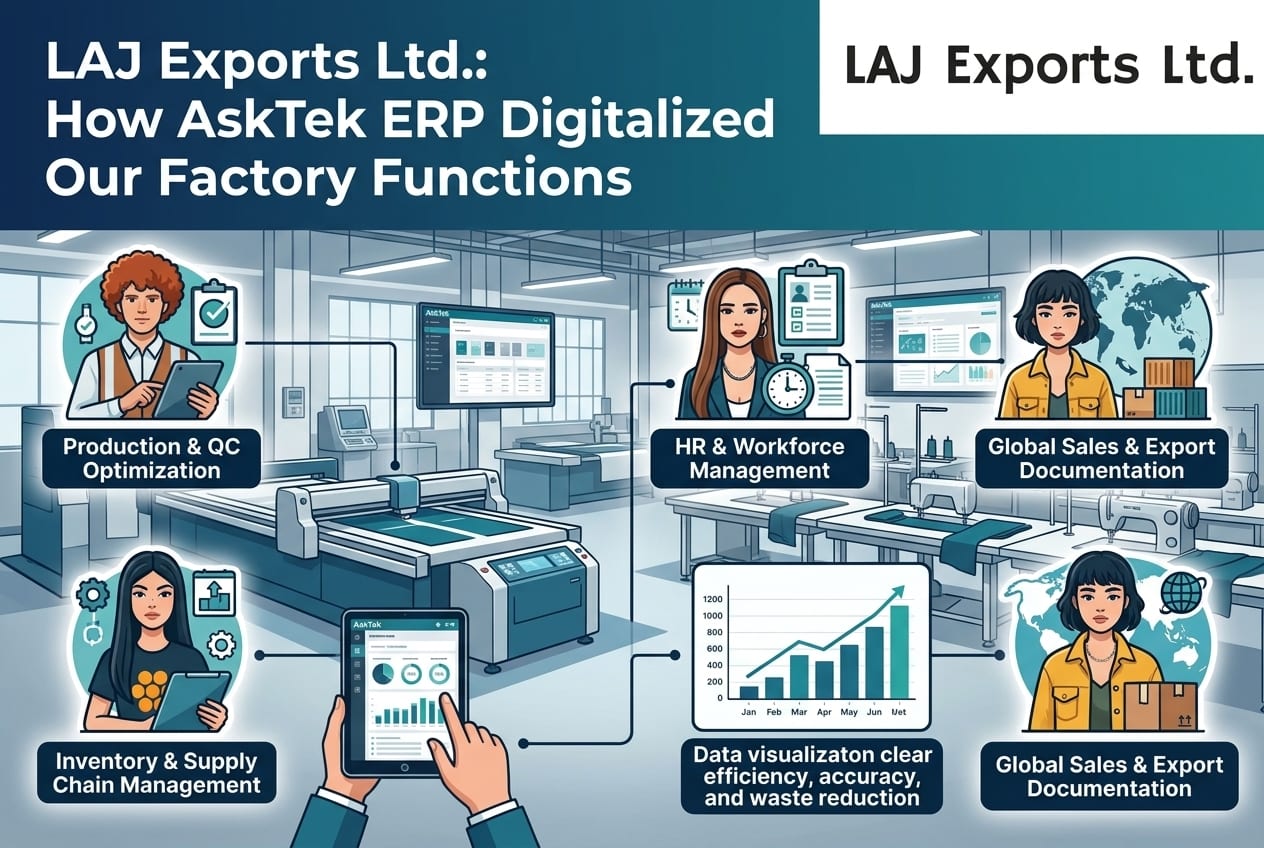 LAJ Exports Ltd.:
How AskTek ERP Digitalized
Our Factory Functions
LAJ Exports Ltd.
AskTek
AskTek
Production & QC
Optimization
HR & Workforce
Management
Global Sales & Export
Documentation
Inventory & Supply
Chain Management
AskTek
1200
1000
800
600
400
200
0
Jan Feb Mar Apr May Jun
Data visualizaton clear
efficiency, accuracy,
and waste reduction
Global Sales & Export
Documentation